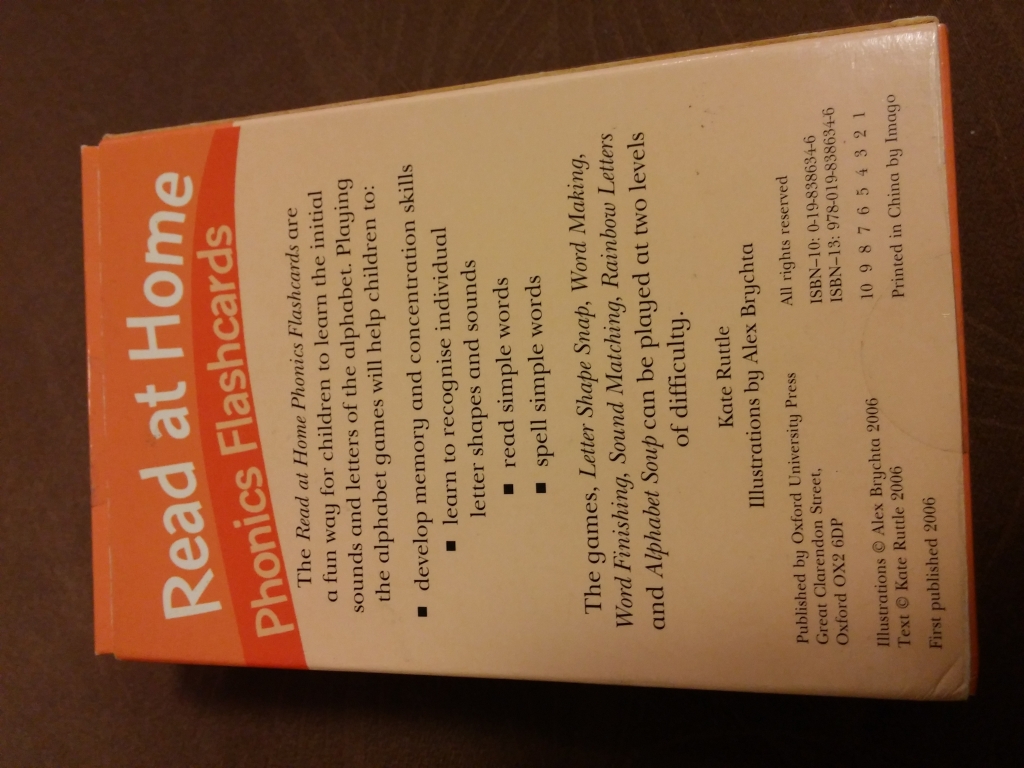 Read at Home
Phonics Flashcards
The Read at Home Phonics Flashcards are
a fun way for children to learn the initial
sounds and letters of the alphabet. Playing
the alphabet games will help children to:
■ develop memory and concentration skills
■ learn to recognise individual
letter shapes and sounds
■ read simple words
■ spell simple words
The games, Letter Shape Snap, Word Making,
Word Finishing, Sound Matching, Rainbow Letters
and Alphabet Soup can be played at two levels
of difficulty.
Kate Ruttle
Illustrations by Alex Brychta
Published by Oxford University Press
Great Clarendon Street,
Oxford OX2 6DP
Illustrations © Alex Brychta 2006
Text © Kate Ruttle 2006
First published 2006
All rights reserved
ISBN–10: 0-19-838634-6
ISBN–13: 978-019-838634-6
10 9 8 7 6 5 4 3 2 1
Printed in China by Imago